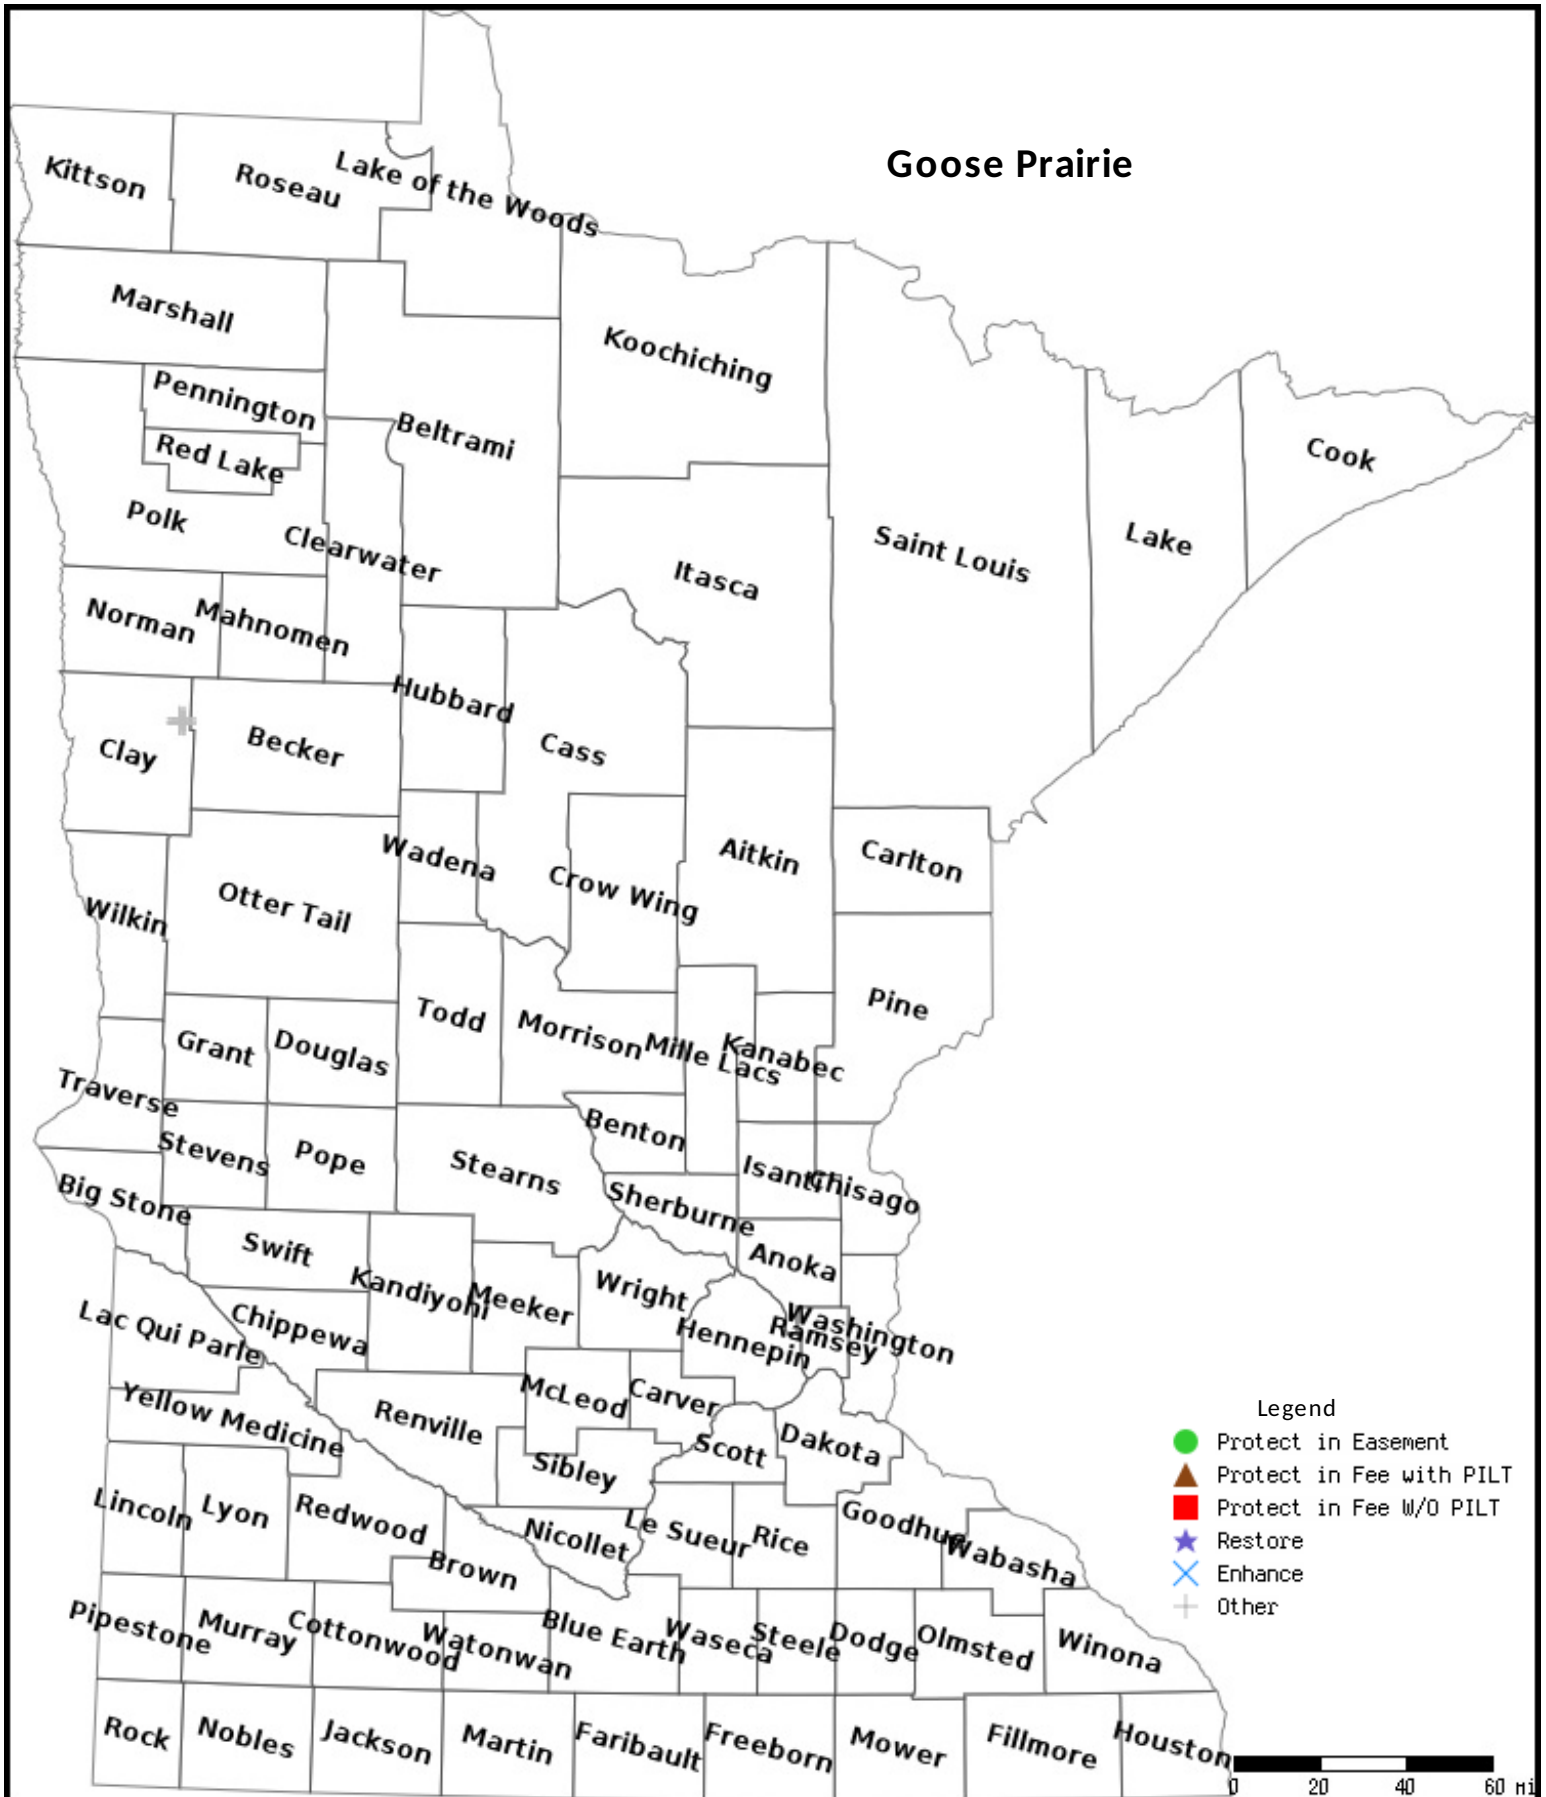 Goose Prairie
Kittson
Roseau
Lake of the Woods
Marshall
Koochiching
Pennington
Beltrami
Red Lake
Cook
Polk
Clearwater
Saint Louis
Lake
Itasca
Norman
Mahnomen
Hubbard
Clay
Becker
Cass
Wadena
Aitkin
Carlton
Otter Tail
Crow Wing
Wilkin
Pine
Todd
Morrison
Mille Lacs
Kanabec
Grant
Douglas
Traverse
Benton
Stevens
Pope
Stearns
Isanti
Chisago
Big Stone
Sherburne
Swift
Anoka
Kandiyohi
Meeker
Wright
Lac Qui Parle
Chippewa
Hennepin
Ramsey
Washington
Yellow Medicine
McLeod
Carver
Renville
Scott
Dakota
Sibley
Legend
Protect in Easement
Protect in Fee with PILT
Protect in Fee W/O PILT
Restore
Enhance
Other
Lincoln
Lyon
Redwood
Nicollet
Le Sueur
Rice
Goodhue
Wabasha
Brown
Pipestone
Murray
Cottonwood
Watonwan
Blue Earth
Waseca
Steele
Dodge
Olmsted
Winona
Rock
Nobles
Jackson
Martin
Faribault
Freeborn
Mower
Fillmore
Houston
0 20 40 60 Mi